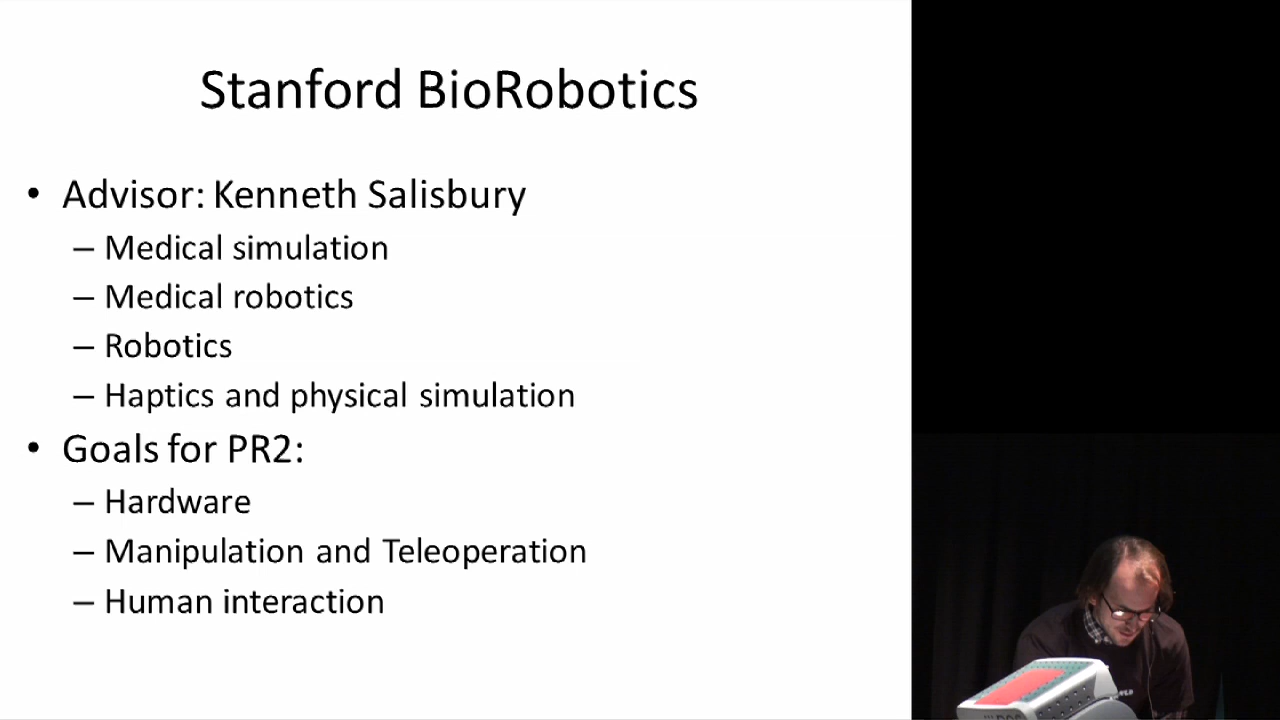 Stanford BioRobotics
• Advisor: Kenneth Salisbury
– Medical simulation
– Medical robotics
– Robotics
– Haptics and physical simulation
• Goals for PR2:
– Hardware
– Manipulation and Teleoperation
– Human interaction